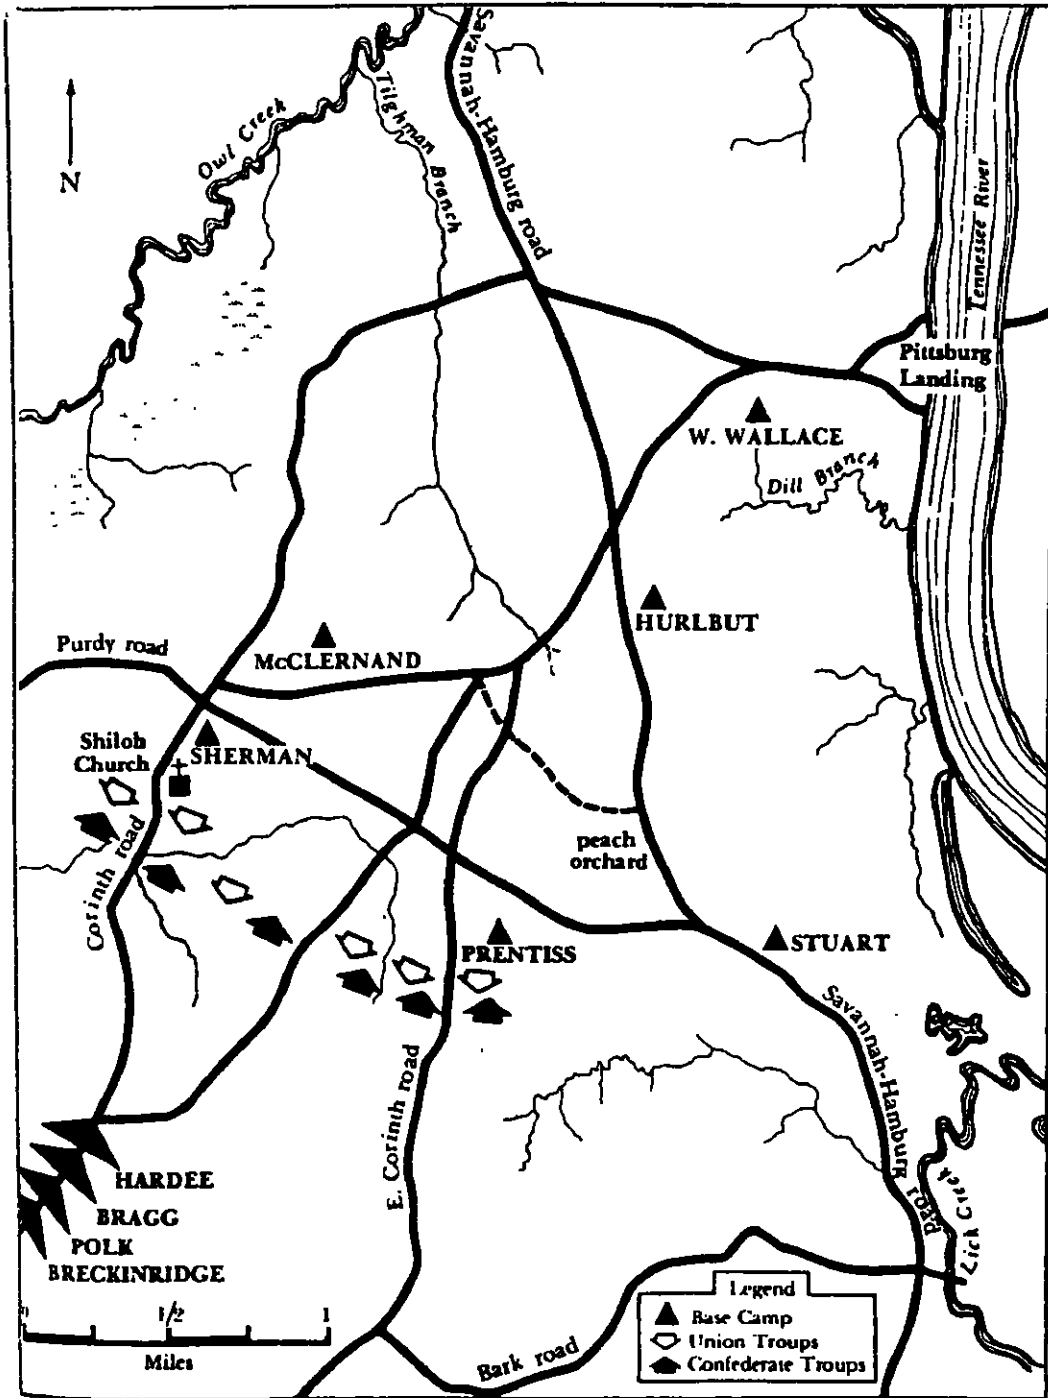 Savannah-Hamburg road
Tilghman Branch
Owl Creek
N
Tennessee River
Pittsburg
Landing
W. WALLACE
Dill Branch
HURLBUT
Purdy road
McCLERNAND
Shiloh
Church
SHERMAN
peach
orchard
Corinth road
PRENTISS
STUART
Savannah-Hamburg road
E. Corinth road
HARDEE
BRAGG
POLK
BRECKINRIDGE
Lick Creek
0 1/2 1
Miles
Bark road
Legend
Base Camp
Union Troups
Confederate Troups